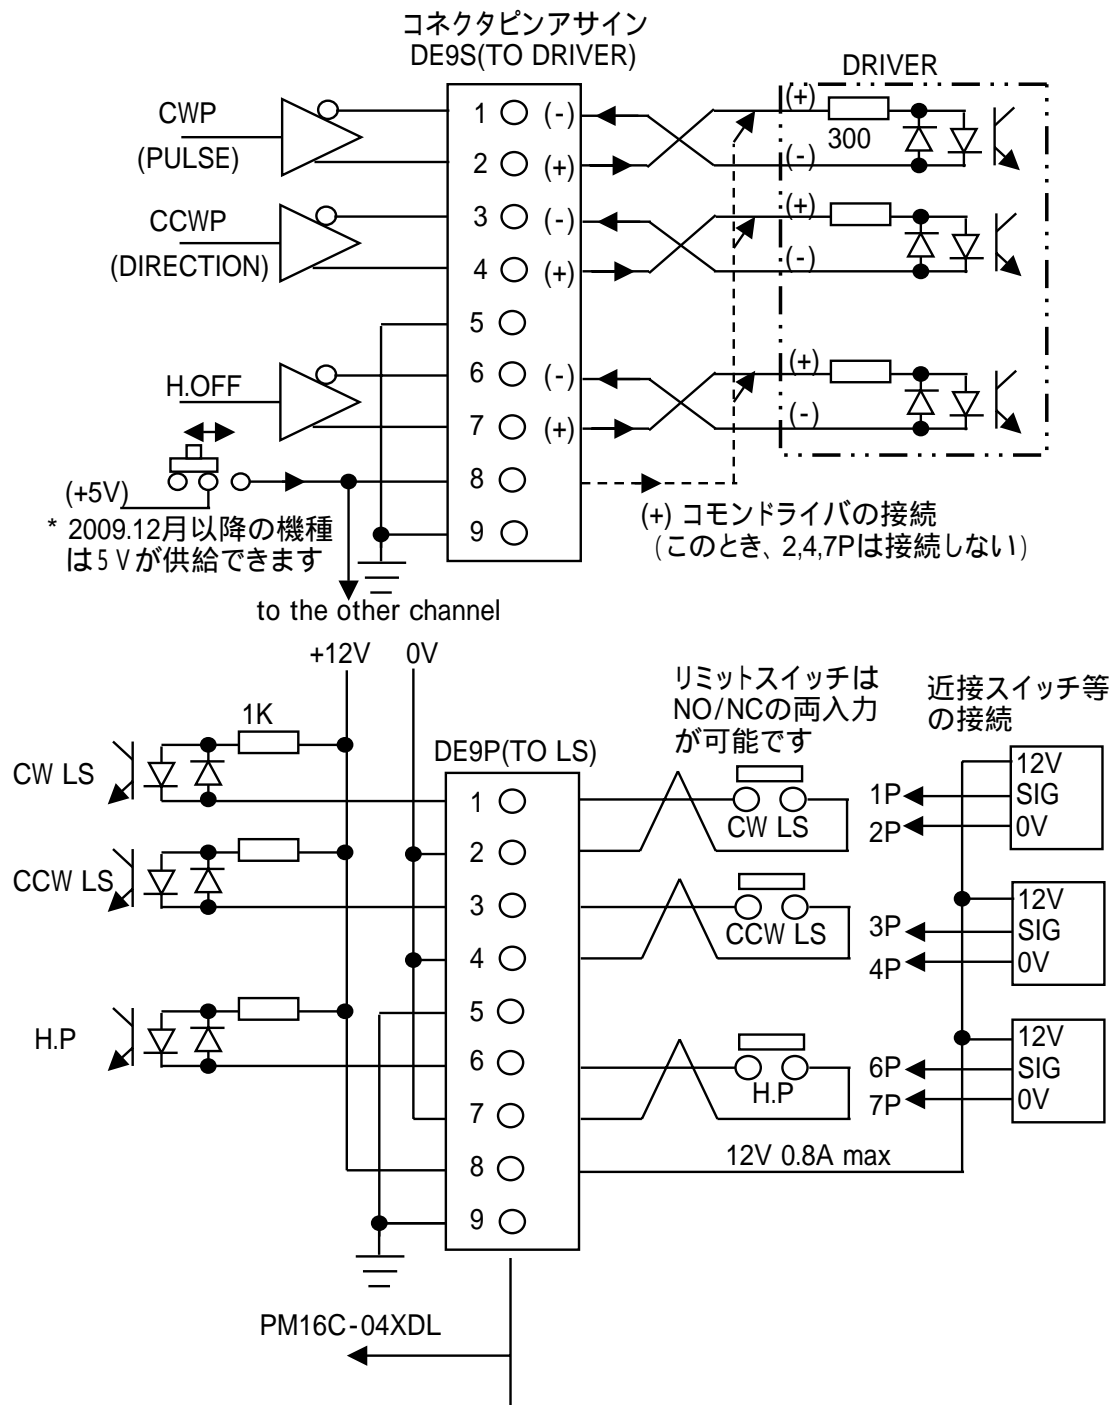 コネクタピンアサイン
DE9S(TO DRIVER)
DRIVER
CWP
(PULSE)
1 (-)
2 (+)
(+)
300
(-)
CCWP
(DIRECTION)
3 (-)
4 (+)
(+)
(-)
5
H.OFF
6 (-)
7 (+)
(+)
(-)
8
9
(+5V)
* 2009.12月以降の機種
は5Vが供給できます
(+) コモンドライバの接続
(このとき、2,4,7Pは接続しない)
to the other channel
+12V 0V
リミットスイッチは
NO/NCの両入力
が可能です
近接スイッチ等
の接続
1K
DE9P(TO LS)
CW LS
1
2
CW LS
1P
2P
12V
SIG
0V
CCW LS
3
4
CCW LS
3P
4P
12V
SIG
0V
5
H.P
6
7
H.P
6P
7P
12V
SIG
0V
8
12V 0.8A max
9
PM16C-04XDL